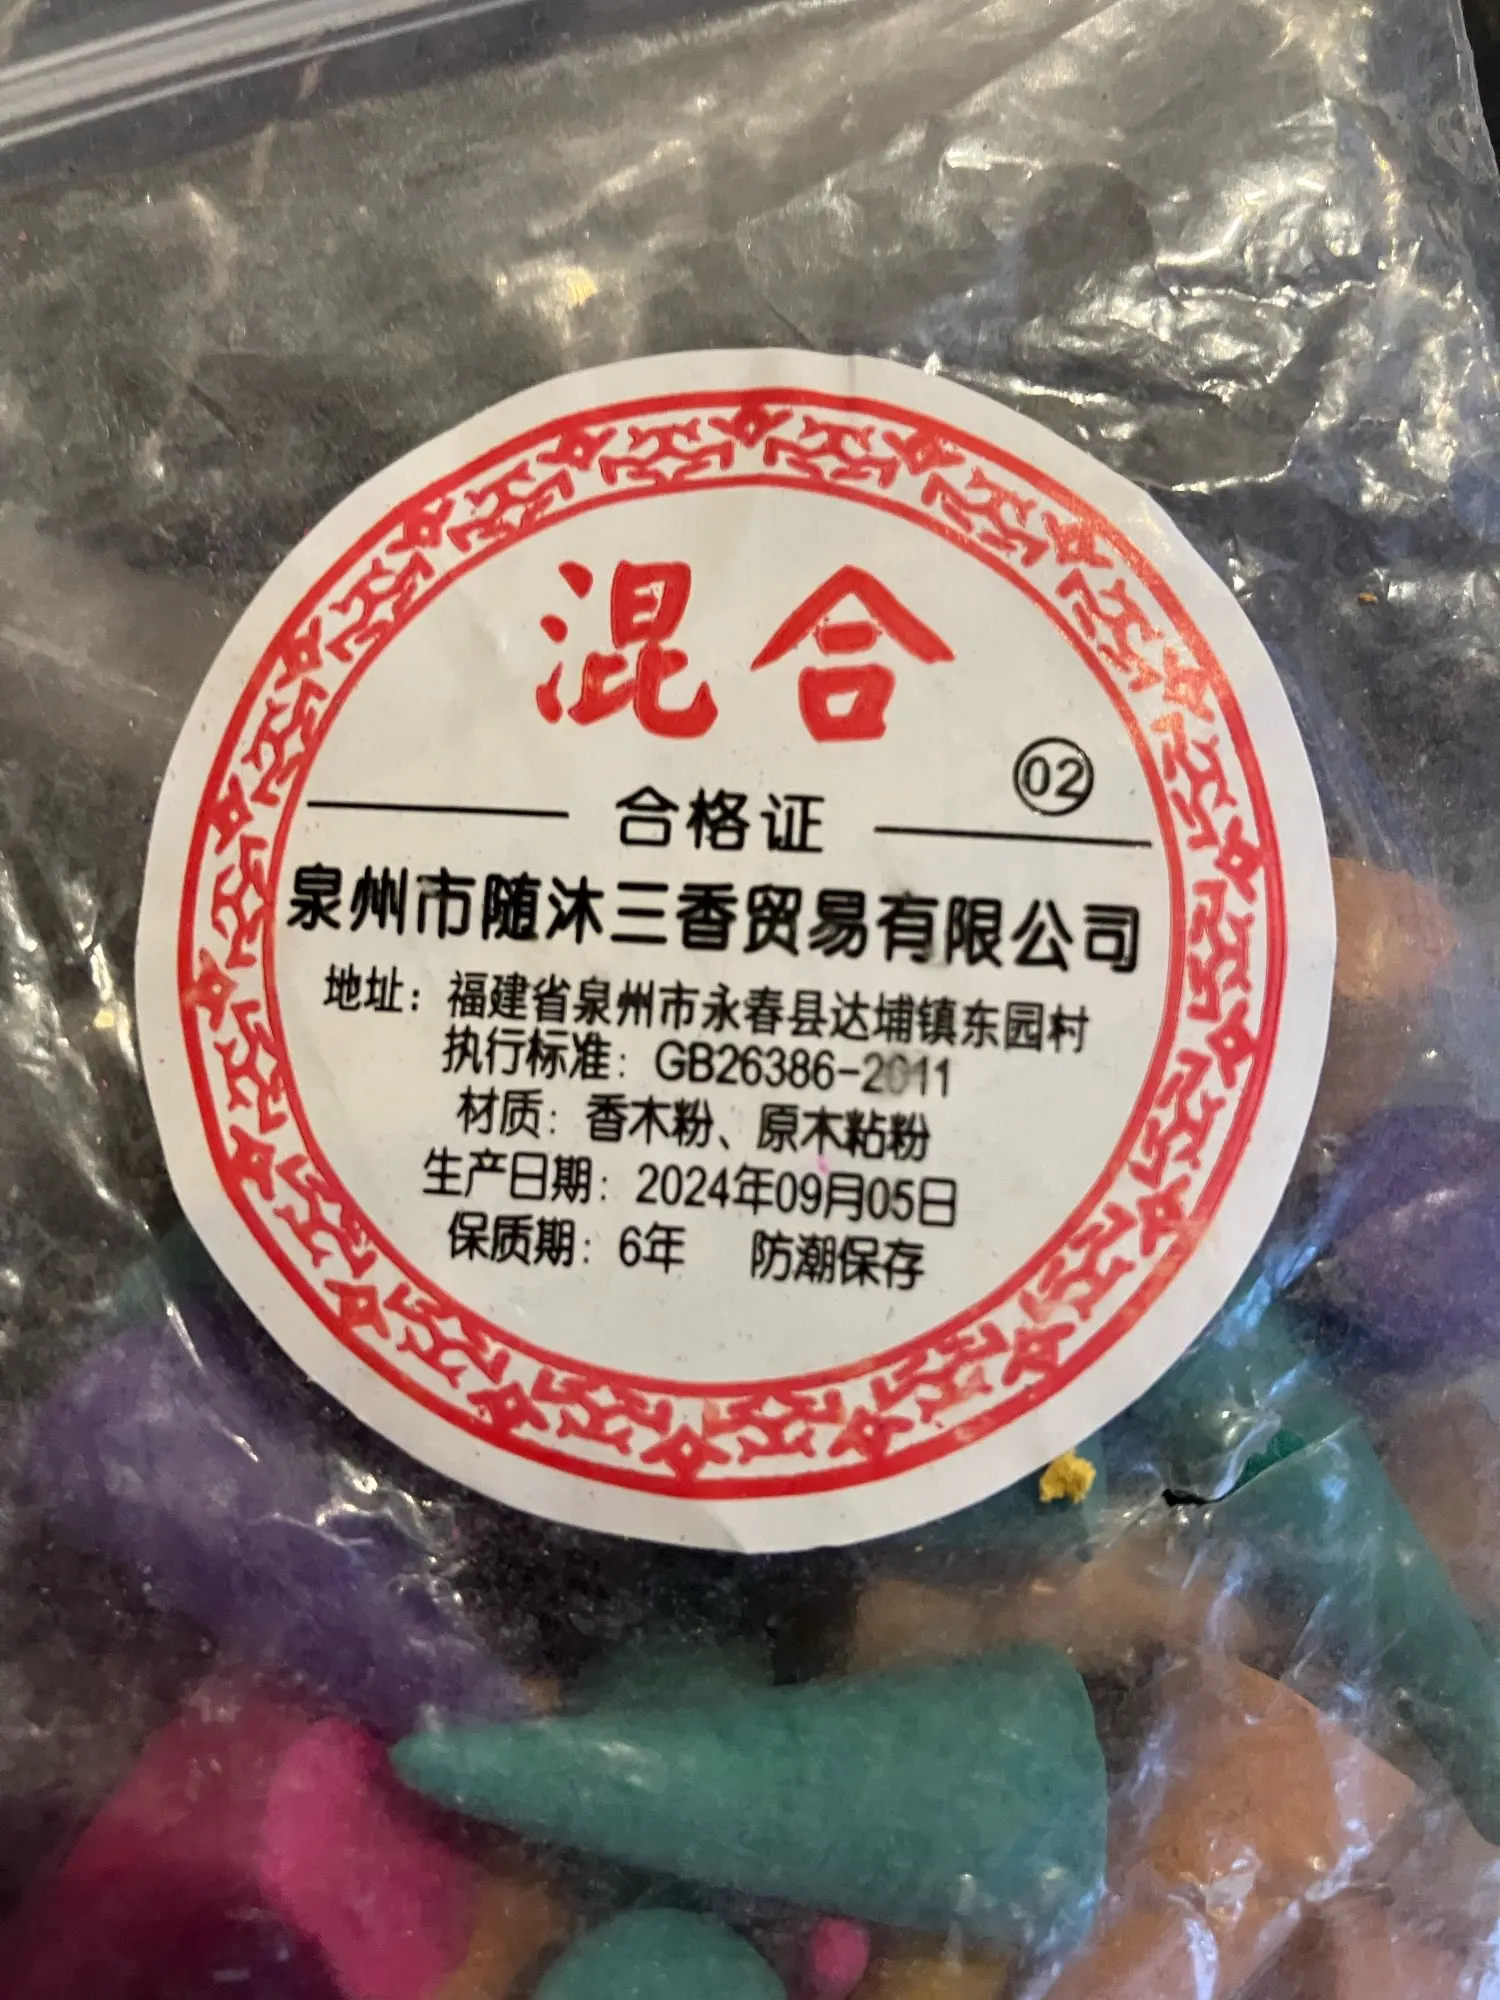 混合
02
合格证
泉州市随沐三香贸易有限公司
地址：福建省泉州市永春县达埔镇东园村
执行标准：GB26386-2011
材质：香木粉、原木粘粉
生产日期：2024年09月05日
保质期：6年 防潮保存